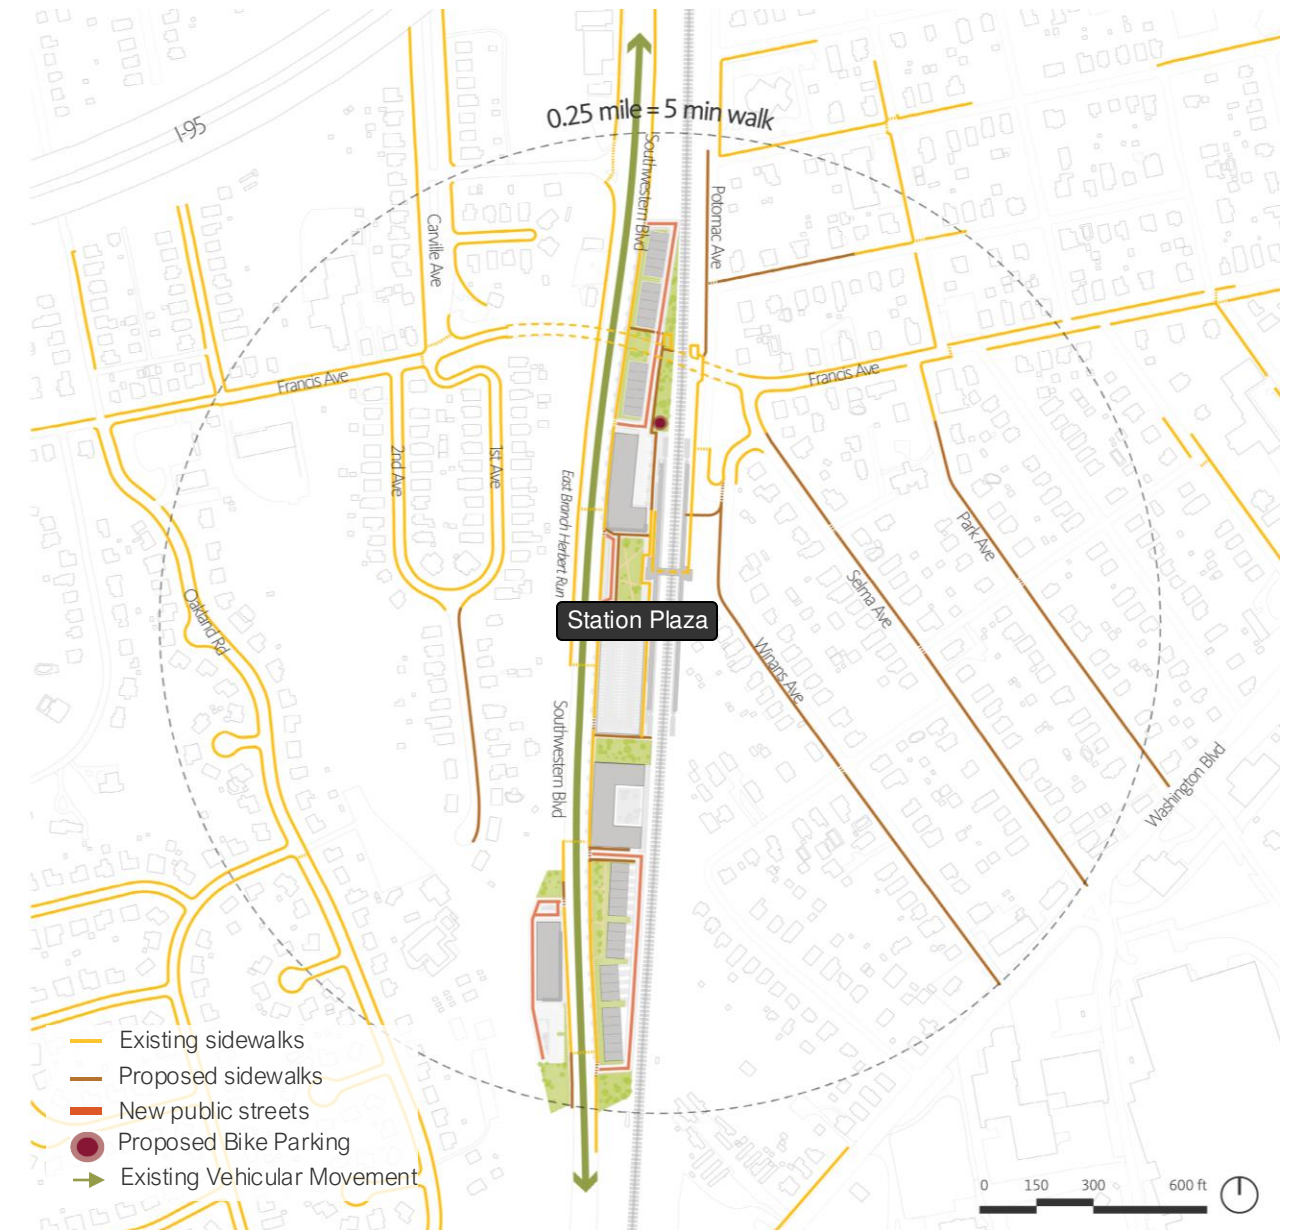 I-95
0.25 mile = 5 min walk
Southwestern Blvd
Potomac Ave
Carville Ave
Francis Ave
Francis Ave
2nd Ave
1st Ave
East Branch Herbert Run
Park Ave
Selma Ave
Oakland Rd
Station Plaza
Winans Ave
Southwestern Blvd
Washington Blvd
Existing sidewalks
Proposed sidewalks
New public streets
Proposed Bike Parking
Existing Vehicular Movement
0 150 300 600 ft